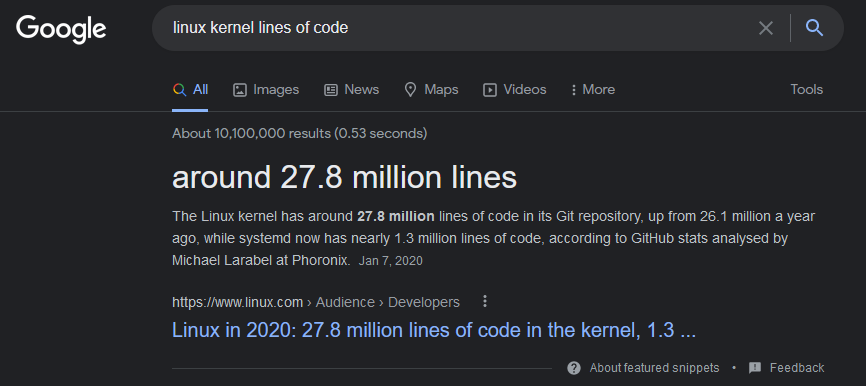 Google
linux kernel lines of code
All Images News Maps Videos More Tools
About 10,100,000 results (0.53 seconds)
around 27.8 million lines
The Linux kernel has around 27.8 million lines of code in its Git repository, up from 26.1 million a year
ago, while systemd now has nearly 1.3 million lines of code, according to GitHub stats analysed by
Michael Larabel at Phoronix. Jan 7, 2020
https://www.linux.com › Audience › Developers
Linux in 2020: 27.8 million lines of code in the kernel, 1.3 ...
About featured snippets • Feedback